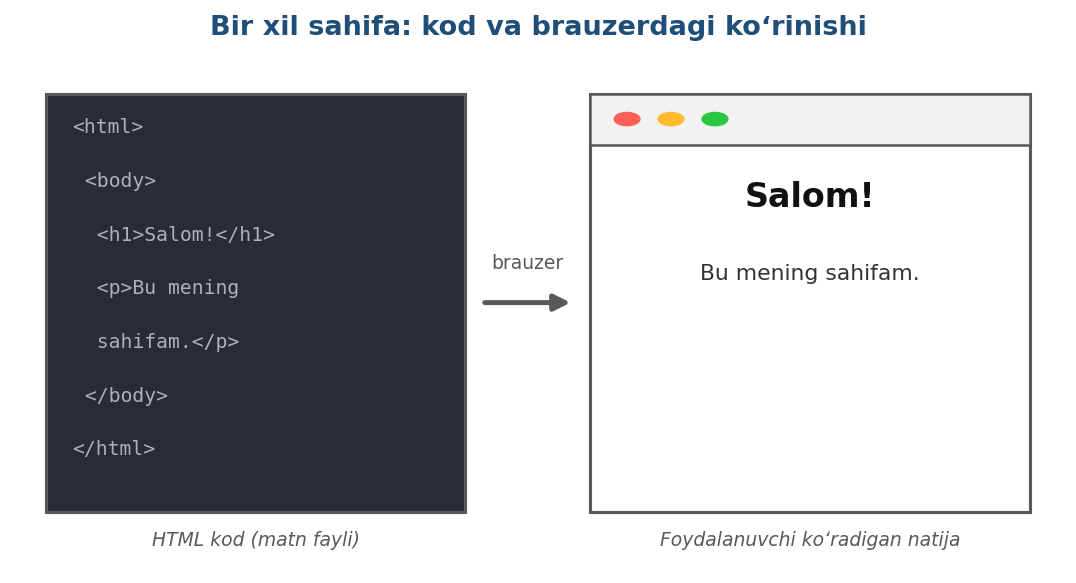 Bir xil sahifa: kod va brauzerdagi ko‘rinishi
<html>
<body>
<h1>Salom!</h1>
<p>Bu mening
sahifam.</p>
</body>
</html>
HTML kod (matn fayli)
brauzer
Salom!
Bu mening sahifam.
Foydalanuvchi ko‘radigan natija